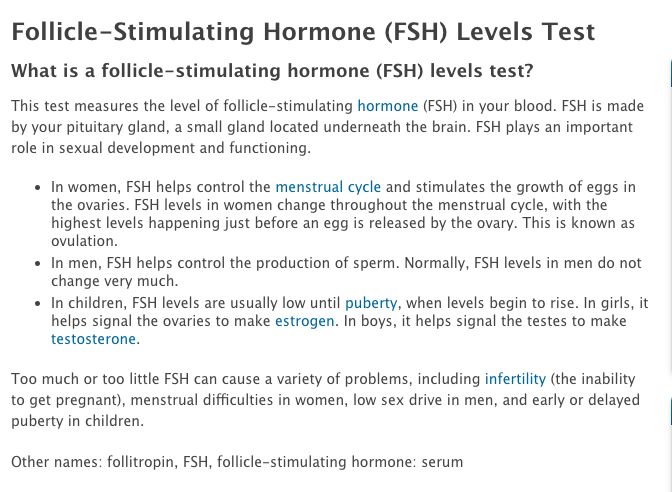 Follicle-Stimulating Hormone (FSH) Levels Test
What is a follicle-stimulating hormone (FSH) levels test?
This test measures the level of follicle-stimulating hormone (FSH) in your blood. FSH is made
by your pituitary gland, a small gland located underneath the brain. FSH plays an important
role in sexual development and functioning.
• In women, FSH helps control the menstrual cycle and stimulates the growth of eggs in
the ovaries. FSH levels in women change throughout the menstrual cycle, with the
highest levels happening just before an egg is released by the ovary. This is known as
ovulation.
• In men, FSH helps control the production of sperm. Normally, FSH levels in men do not
change very much.
• In children, FSH levels are usually low until puberty, when levels begin to rise. In girls, it
helps signal the ovaries to make estrogen. In boys, it helps signal the testes to make
testosterone.
Too much or too little FSH can cause a variety of problems, including infertility (the inability
to get pregnant), menstrual difficulties in women, low sex drive in men, and early or delayed
puberty in children.
Other names: follitropin, FSH, follicle-stimulating hormone: serum